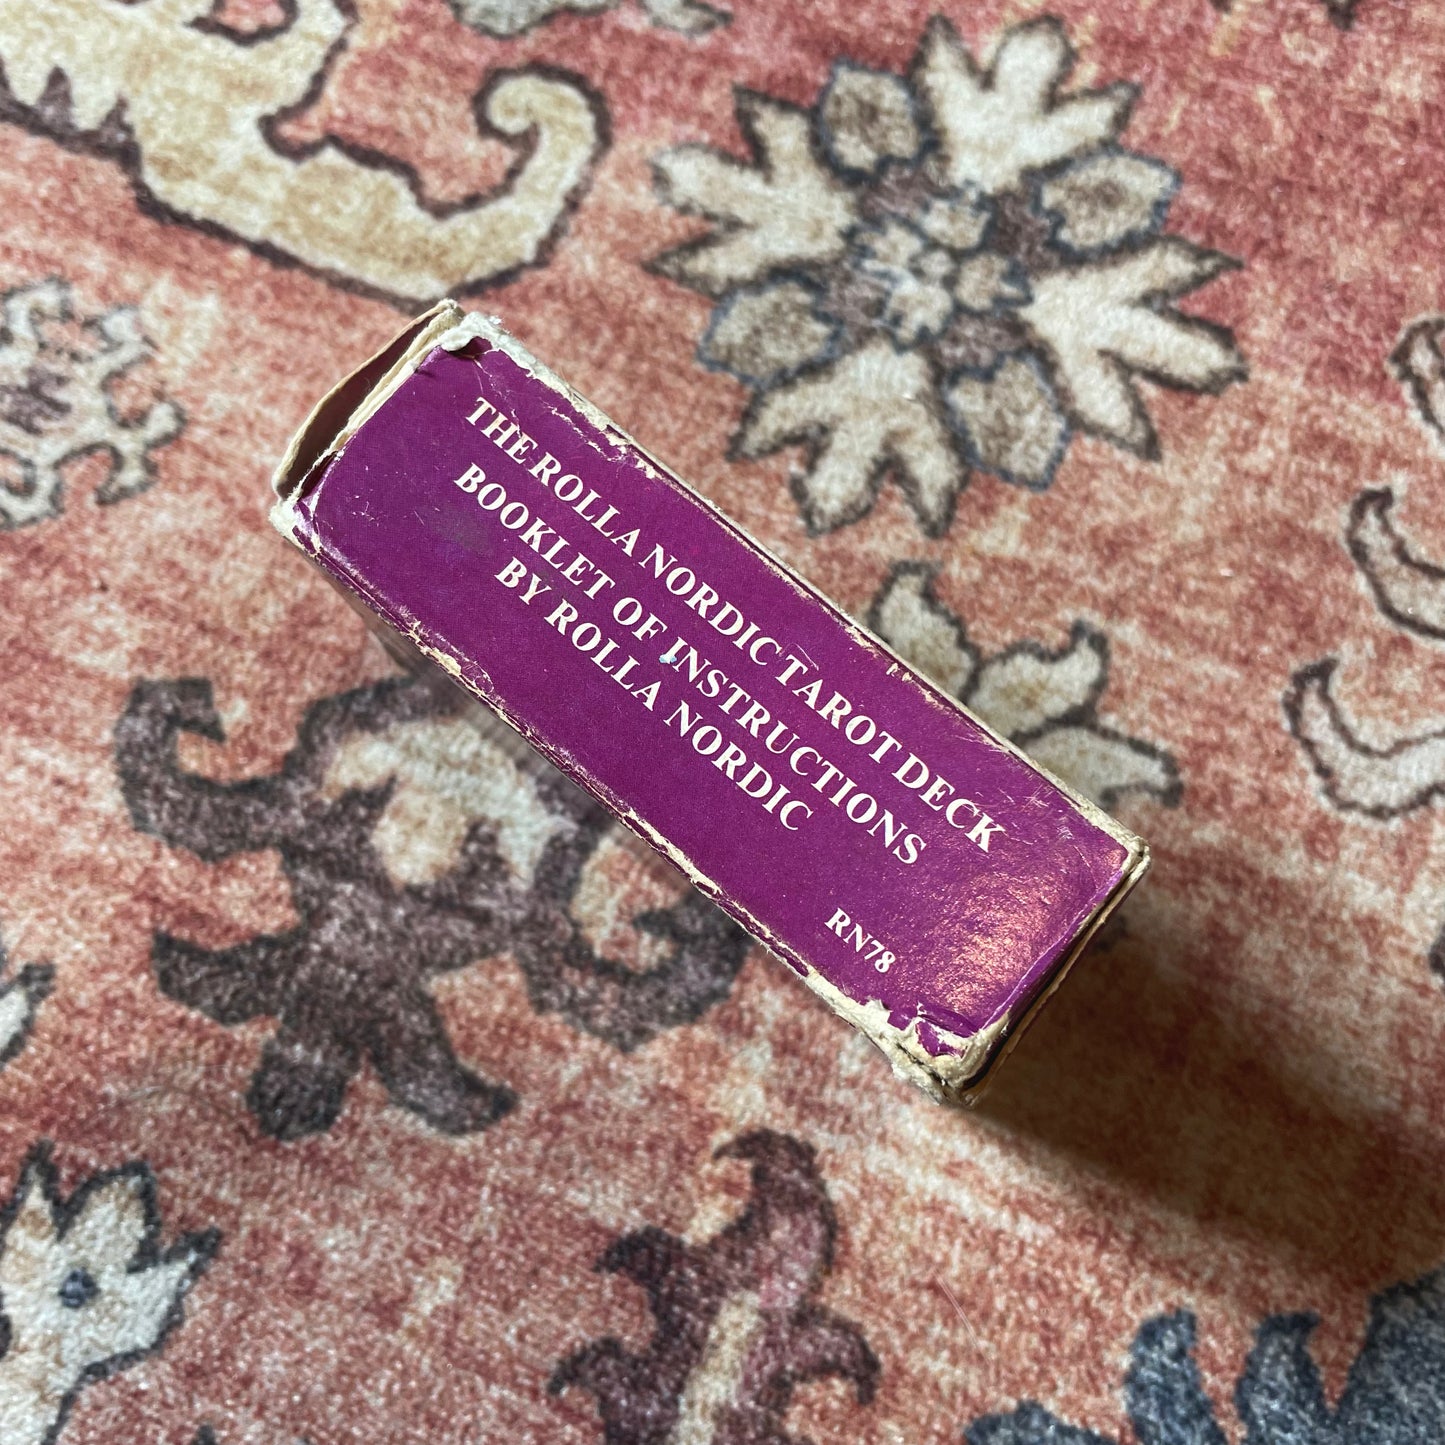 THE ROLLA NORDIC TAROT DECK
BOOKLET OF INSTRUCTIONS
BY ROLLA NORDIC
RN78